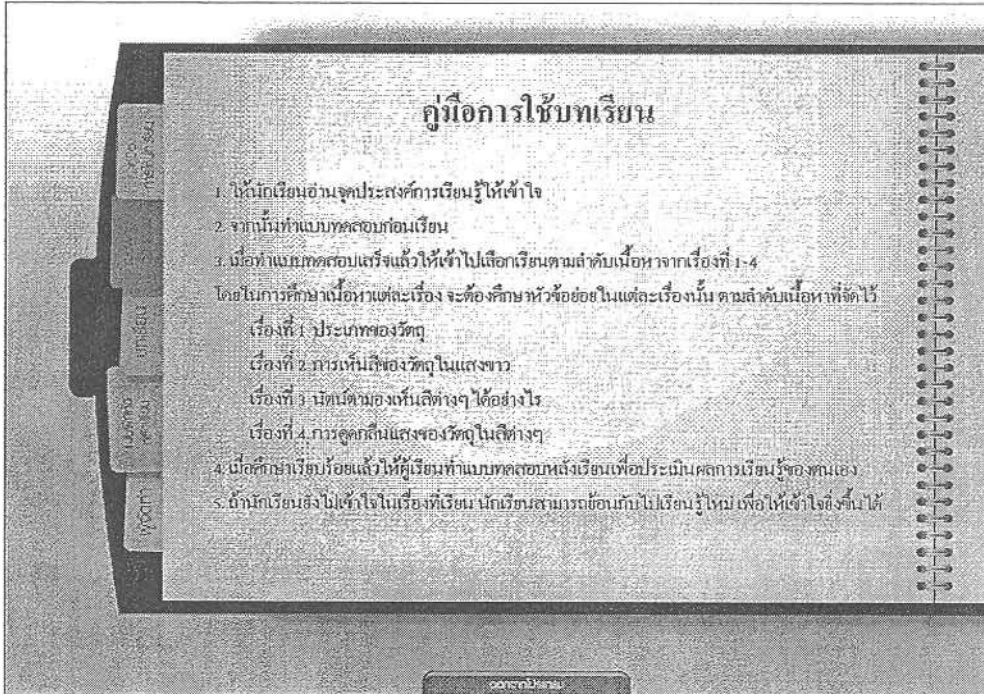 คู่มือการใช้บทเรียน
1. ให้นักเรียนอ่านจุดประสงค์การเรียนรู้ให้เข้าใจ
2. จากนั้นทำแบบทดสอบก่อนเรียน
3. เมื่อทำแบบทดสอบเสร็จแล้วให้เข้าไปเลือกเรียนตามลำดับเนื้อหาจากเรื่องที่ 1-4
โดยในการศึกษาเนื้อหาแต่ละเรื่อง จะต้องศึกษาหัวข้อย่อยในแต่ละเรื่องนั้น ตามลำดับเนื้อหาที่จัดไว้
เรื่องที่ 1 ประเภทของวัตถุ
เรื่องที่ 2 การเห็นสีของวัตถุในแสงขาว
เรื่องที่ 3 นัตน์ตามองเห็นสีต่างๆ ได้อย่างไร
เรื่องที่ 4 การดูดกลืนแสงของวัตถุในสีต่างๆ
4. เมื่อศึกษาเรียบร้อยแล้วให้ผู้เรียนทำแบบทดสอบหลังเรียนเพื่อประเมินผลการเรียนรู้ของตนเอง
5. ถ้านักเรียนยังไม่เข้าใจในเรื่องที่เรียน นักเรียนสามารถย้อนกลับไปเรียนรู้ใหม่ เพื่อให้เข้าใจยิ่งขึ้นได้
บทเรียน
ผู้จัดทำ
ออกจากโปรแกรม